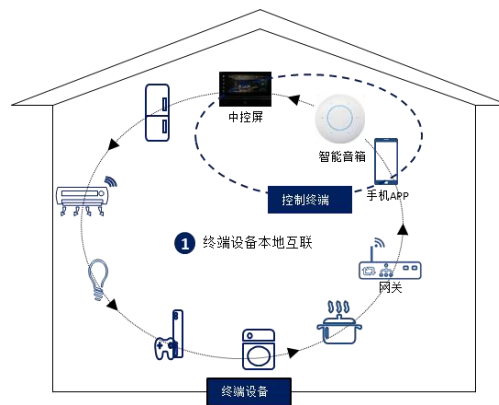 中控屏
智能音箱
手机APP
控制终端
1 终端设备本地互联
网关
终端设备